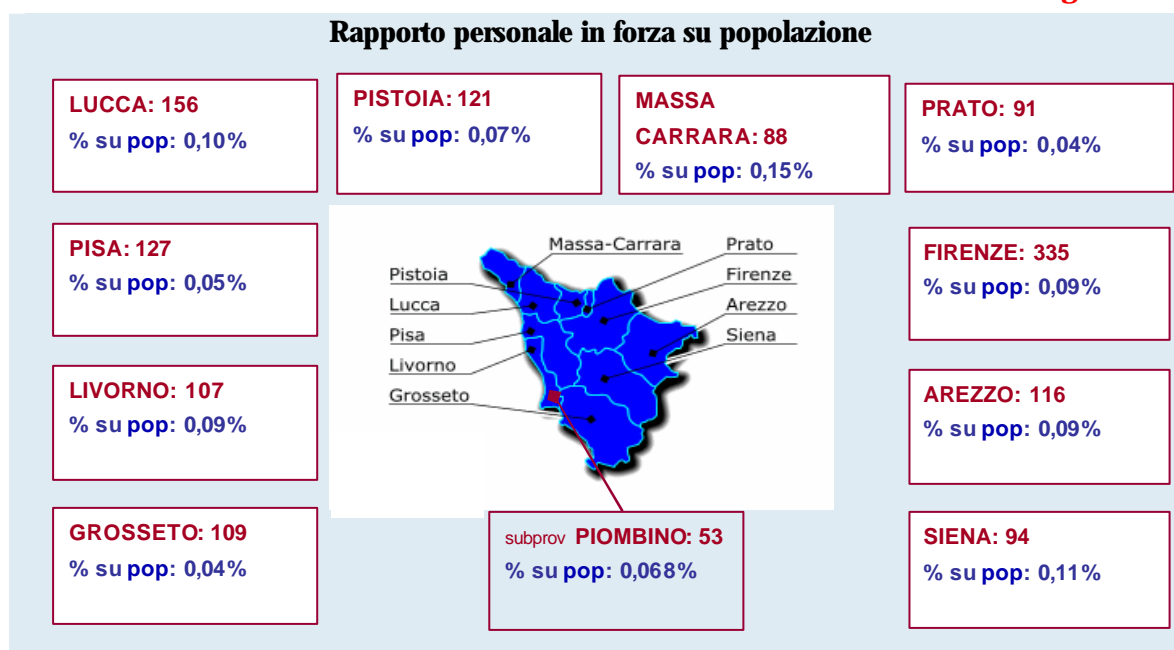 Rapporto personale in forza su popolazione
LUCCA: 156
% su pop: 0,10%
PISTOIA: 121
% su pop: 0,07%
MASSA
CARRARA: 88
% su pop: 0,15%
PRATO: 91
% su pop: 0,04%
PISA: 127
% su pop: 0,05%
FIRENZE: 335
% su pop: 0,09%
Massa-Carrara
Prato
Pistoia
Firenze
Lucca
Arezzo
Pisa
Siena
Livorno
Grosseto
LIVORNO: 107
% su pop: 0,09%
AREZZO: 116
% su pop: 0,09%
GROSSETO: 109
% su pop: 0,04%
subprov PIOMBINO: 53
% su pop: 0,068%
SIENA: 94
% su pop: 0,11%